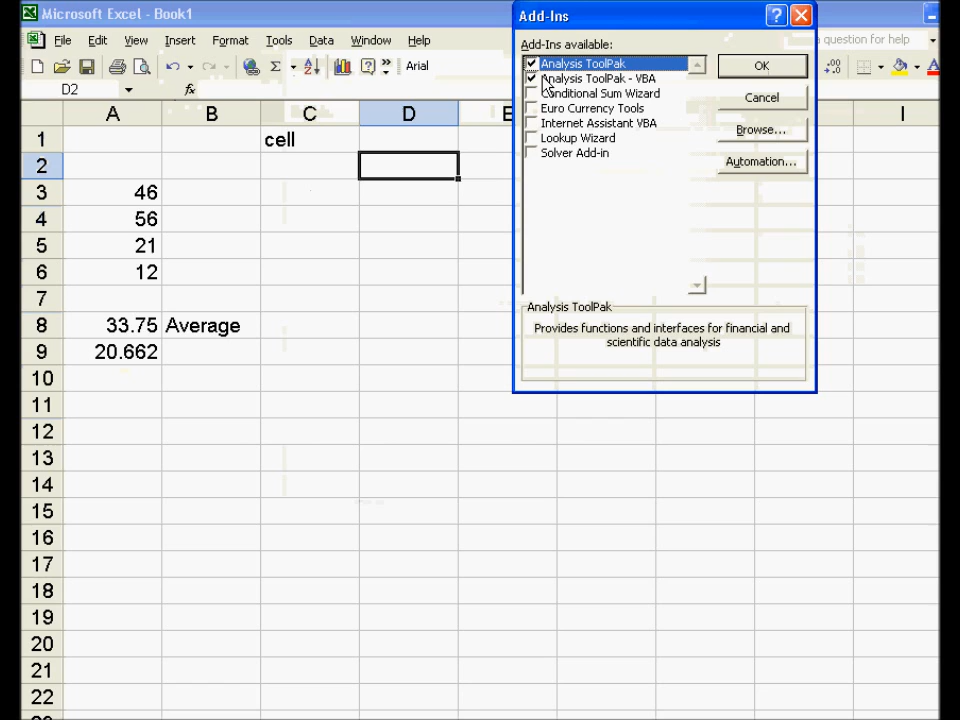 Microsoft Excel - Book1
File Edit View Insert Format Tools Data Window Help
question for help
Arial
D2 fx
A B C D E I
1 cell
2
3 46
4 56
5 21
6 12
7
8 33.75 Average
9 20.662
10
11
12
13
14
15
16
17
18
19
20
21
22
Add-Ins
Add-Ins available:
Analysis ToolPak
Analysis ToolPak - VBA
Conditional Sum Wizard
Euro Currency Tools
Internet Assistant VBA
Lookup Wizard
Solver Add-in
OK
Cancel
Browse...
Automation...
Analysis ToolPak
Provides functions and interfaces for financial and
scientific data analysis